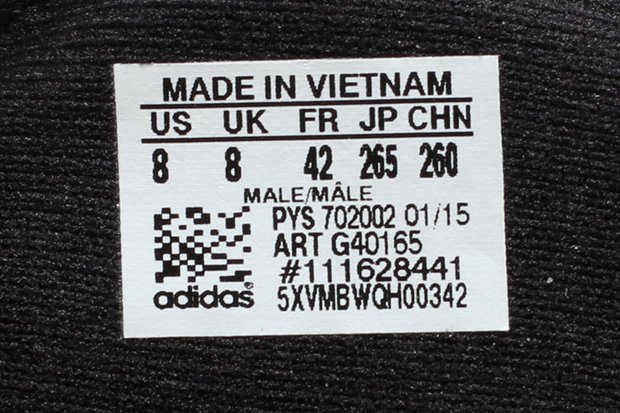 MADE IN VIETNAM
US UK FR JP CHN
8 8 42 265 260
MALE/MÂLE
PYS 702002 01/15
ART G40165
#111628441
adidas® 5XVMBWQH00342